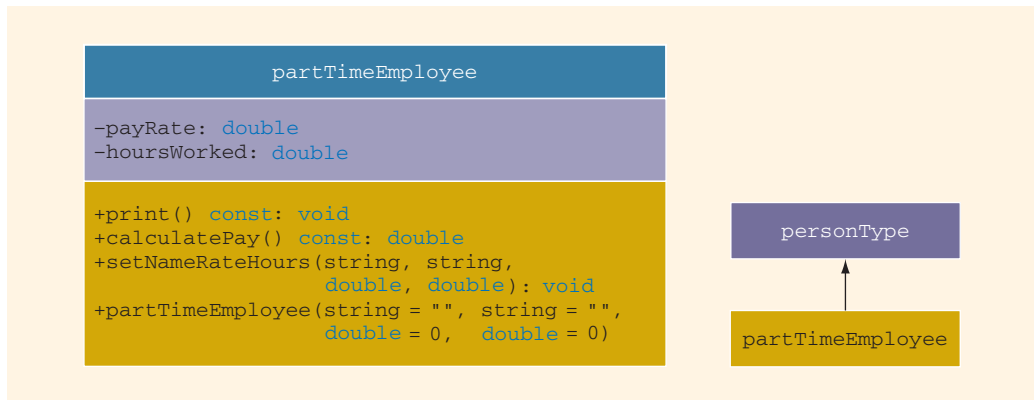 partTimeEmployee
-payRate: double
-hoursWorked: double
+print() const: void
+calculatePay() const: double
+setNameRateHours(string, string,
double, double): void
+partTimeEmployee(string = "", string = "",
double = 0, double = 0)
personType
partTimeEmployee